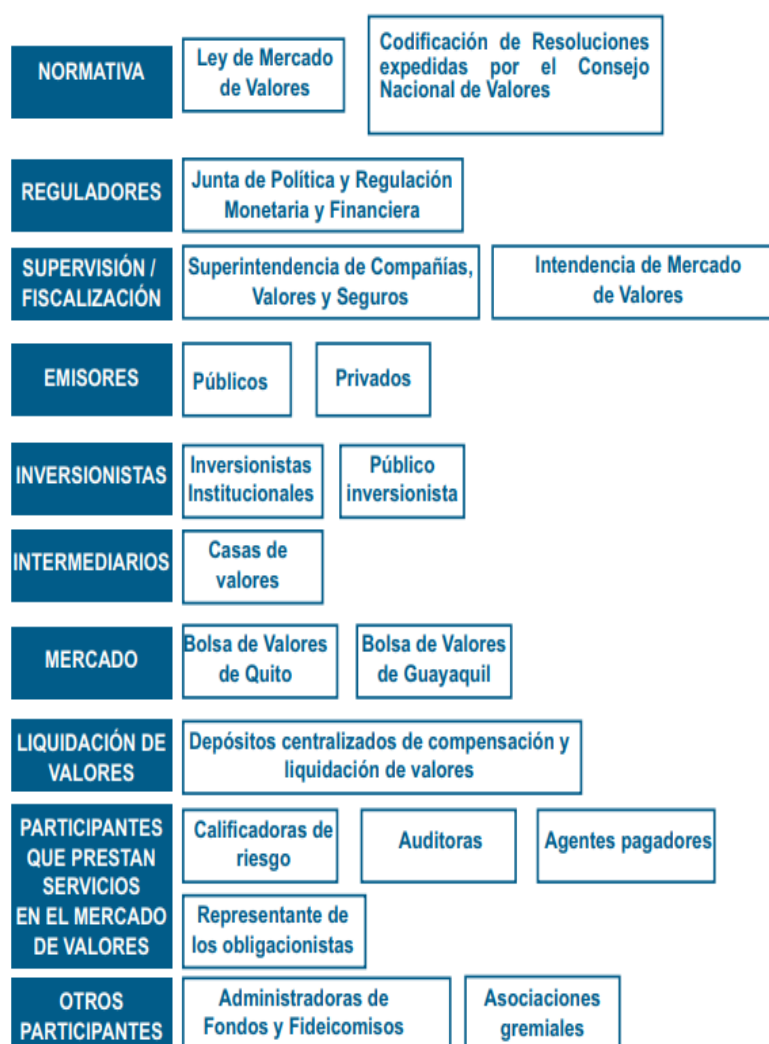 NORMATIVA
Ley de Mercado
de Valores
Codificación de Resoluciones
expedidas por el Consejo
Nacional de Valores
REGULADORES
Junta de Política y Regulación
Monetaria y Financiera
SUPERVISIÓN /
FISCALIZACIÓN
Superintendencia de Compañías,
Valores y Seguros
Intendencia de Mercado
de Valores
EMISORES
Públicos
Privados
INVERSIONISTAS
Inversionistas
Institucionales
Público
inversionista
INTERMEDIARIOS
Casas de
valores
MERCADO
Bolsa de Valores
de Quito
Bolsa de Valores
de Guayaquil
LIQUIDACIÓN DE
VALORES
Depósitos centralizados de compensación y
liquidación de valores
PARTICIPANTES
QUE PRESTAN
SERVICIOS
EN EL MERCADO
DE VALORES
Calificadoras de
riesgo
Auditoras
Agentes pagadores
Representante de
los obligacionistas
OTROS
PARTICIPANTES
Administradoras de
Fondos y Fideicomisos
Asociaciones
gremiales